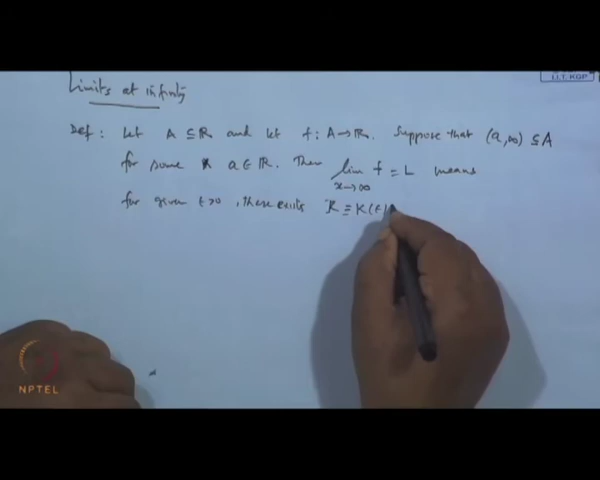 Limits at infinity
I.I.T. KGP
Def : Let A ⊆ ℝ and let f : A → ℝ. Suppose that (a, ∞) ⊆ A
for some a ∈ ℝ. Then lim f = L means
x → ∞
for given ε > 0, there exists K ≡ K(ε)
NPTEL